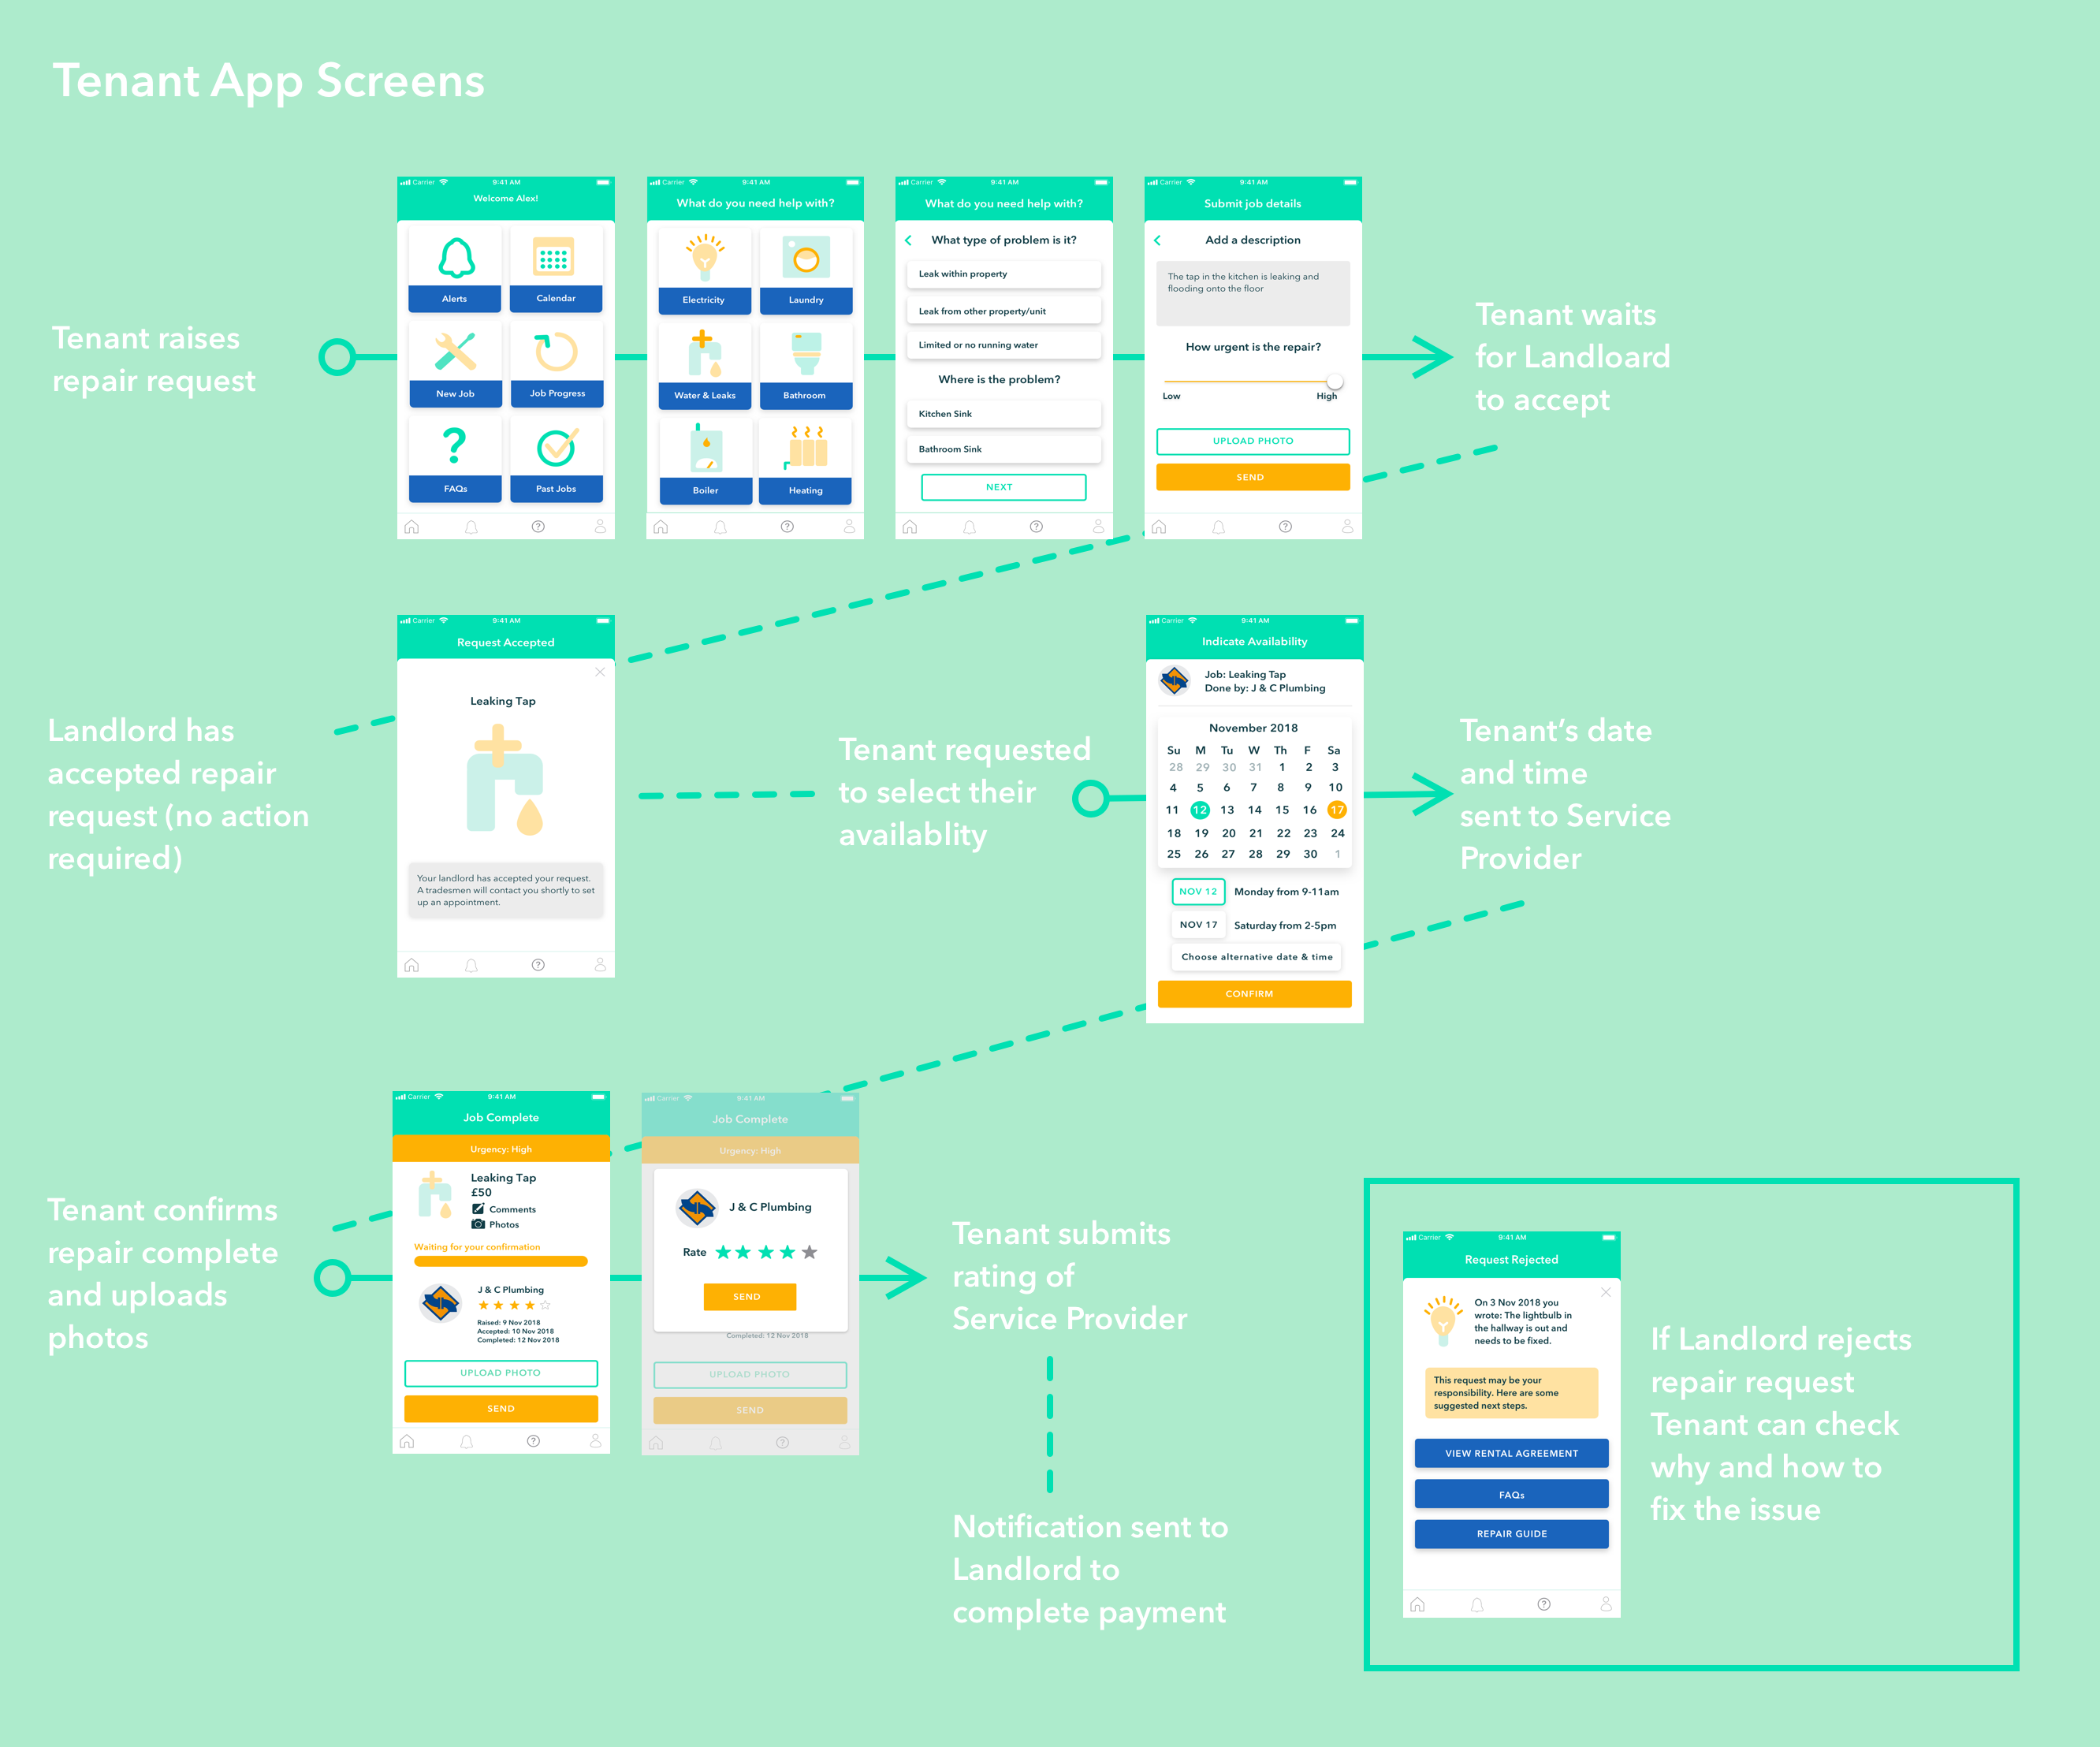 Tenant App Screens
Tenant raises
repair request
Carrier 9:41 AM
Welcome Alex!
Alerts
Calendar
New Job
Job Progress
FAQs
Past Jobs
Carrier 9:41 AM
What do you need help with?
Electricity
Laundry
Water & Leaks
Bathroom
Boiler
Heating
Carrier 9:41 AM
What do you need help with?
What type of problem is it?
Leak within property
Leak from other property/unit
Limited or no running water
Where is the problem?
Kitchen Sink
Bathroom Sink
NEXT
Carrier 9:41 AM
Submit job details
Add a description
The tap in the kitchen is leaking and
flooding onto the floor
How urgent is the repair?
Low High
UPLOAD PHOTO
SEND
Tenant waits
for Landloard
to accept
Landlord has
accepted repair
request (no action
required)
Carrier 9:41 AM
Request Accepted
Leaking Tap
Your landlord has accepted your request.
A tradesmen will contact you shortly to set
up an appointment.
Tenant requested
to select their
availablity
Carrier 9:41 AM
Indicate Availability
Job: Leaking Tap
Done by: J & C Plumbing
November 2018
Su M Tu W Th F Sa
28 29 30 31 1 2 3
4 5 6 7 8 9 10
11 12 13 14 15 16 17
18 19 20 21 22 23 24
25 26 27 28 29 30 1
NOV 12 Monday from 9-11am
NOV 17 Saturday from 2-5pm
Choose alternative date & time
CONFIRM
Tenant’s date
and time
sent to Service
Provider
Tenant confirms
repair complete
and uploads
photos
Carrier 9:41 AM
Job Complete
Urgency: High
Leaking Tap
£50
Comments
Photos
Waiting for your confirmation
J & C Plumbing
Raised: 9 Nov 2018
Accepted: 10 Nov 2018
Completed: 12 Nov 2018
UPLOAD PHOTO
SEND
Carrier 9:41 AM
Job Complete
Urgency: High
J & C Plumbing
Rate
SEND
Completed: 12 Nov 2018
UPLOAD PHOTO
SEND
Tenant submits
rating of
Service Provider
Notification sent to
Landlord to
complete payment
Carrier 9:41 AM
Request Rejected
On 3 Nov 2018 you
wrote: The lightbulb in
the hallway is out and
needs to be fixed.
This request may be your
responsibility. Here are some
suggested next steps.
VIEW RENTAL AGREEMENT
FAQs
REPAIR GUIDE
If Landlord rejects
repair request
Tenant can check
why and how to
fix the issue